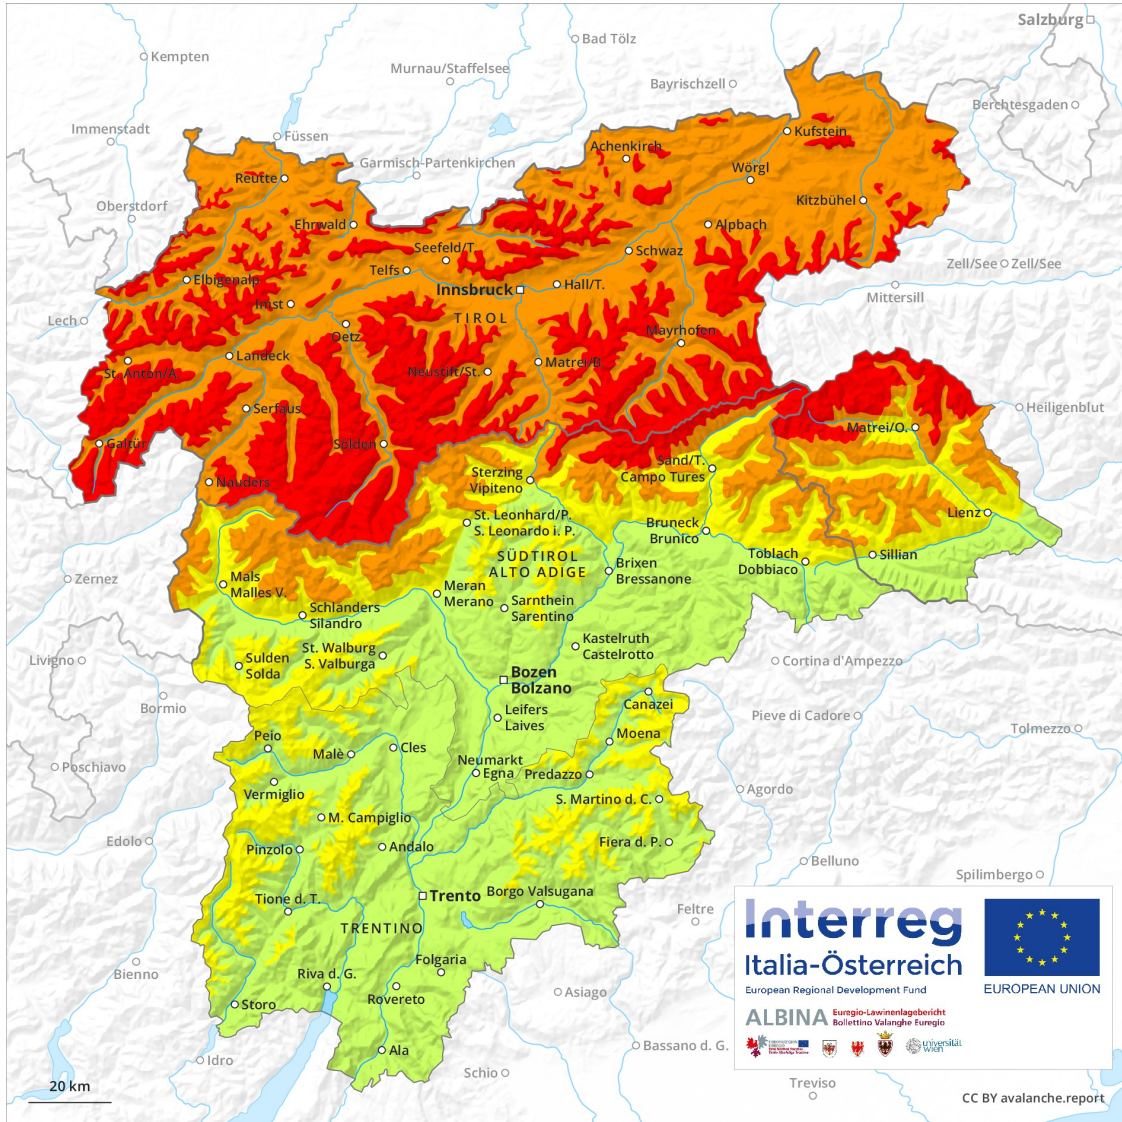 Salzburg
Bad Tölz
Kempten
Murnau/Staffelsee
Bayrischzell
Berchtesgaden
Immenstadt
Füssen
Kufstein
Achenkirch
Garmisch-Partenkirchen
Wörgl
Reutte
Oberstdorf
Kitzbühel
Ehrwald
Alpbach
Seefeld/T.
Schwaz
Telfs
Zell/See
Zell/See
Elbigenalp
Innsbruck
Hall/T.
Mittersill
Imst
TIROL
Lech
Oetz
Mayrhofen
Landeck
Matrei/B.
St. Anton/A.
Neustift/St.
Serfaus
Heiligenblut
Matrei/O.
Galtür
Sölden
Sand/T.
Campo Tures
Sterzing
Vipiteno
Nauders
Lienz
St. Leonhard/P.
S. Leonardo i. P.
Bruneck
Brunico
SÜDTIROL
ALTO ADIGE
Toblach
Dobbiaco
Sillian
Brixen
Bressanone
Zernez
Mals
Malles V.
Meran
Merano
Sarnthein
Sarentino
Schlanders
Silandro
Kastelruth
Castelrotto
St. Walburg
S. Valburga
Livigno
Sulden
Solda
Cortina d'Ampezzo
Bozen
Bolzano
Canazei
Bormio
Leifers
Laives
Pieve di Cadore
Tolmezzo
Peio
Moena
Malè
Cles
Neumarkt
Egna
Predazzo
Poschiavo
Vermiglio
S. Martino d. C.
Agordo
M. Campiglio
Edolo
Pinzolo
Andalo
Fiera d. P.
Belluno
Spilimbergo
Trento
Borgo Valsugana
Tione d. T.
Feltre
TRENTINO
Folgaria
Bienno
Riva d. G.
Rovereto
Asiago
Storo
Ala
Bassano d. G.
Idro
Schio
Treviso
20 km
Interreg
Italia-Österreich
European Regional Development Fund
EUROPEAN UNION
ALBINA
Euregio-Lawinenlagebericht
Bollettino Valanghe Euregio
universität
wien
CC BY avalanche.report